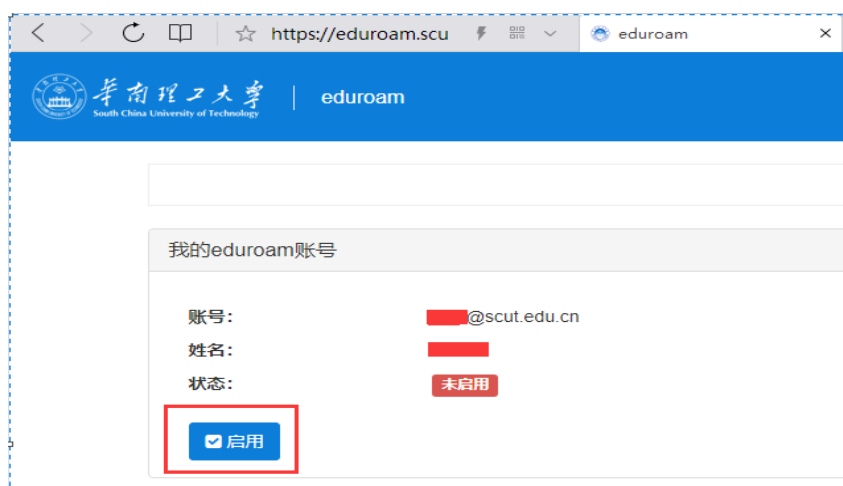 https://eduroam.scu
eduroam
华南理工大学
South China University of Technology
eduroam
我的eduroam账号
账号：
@scut.edu.cn
姓名：
状态：
未启用
启用